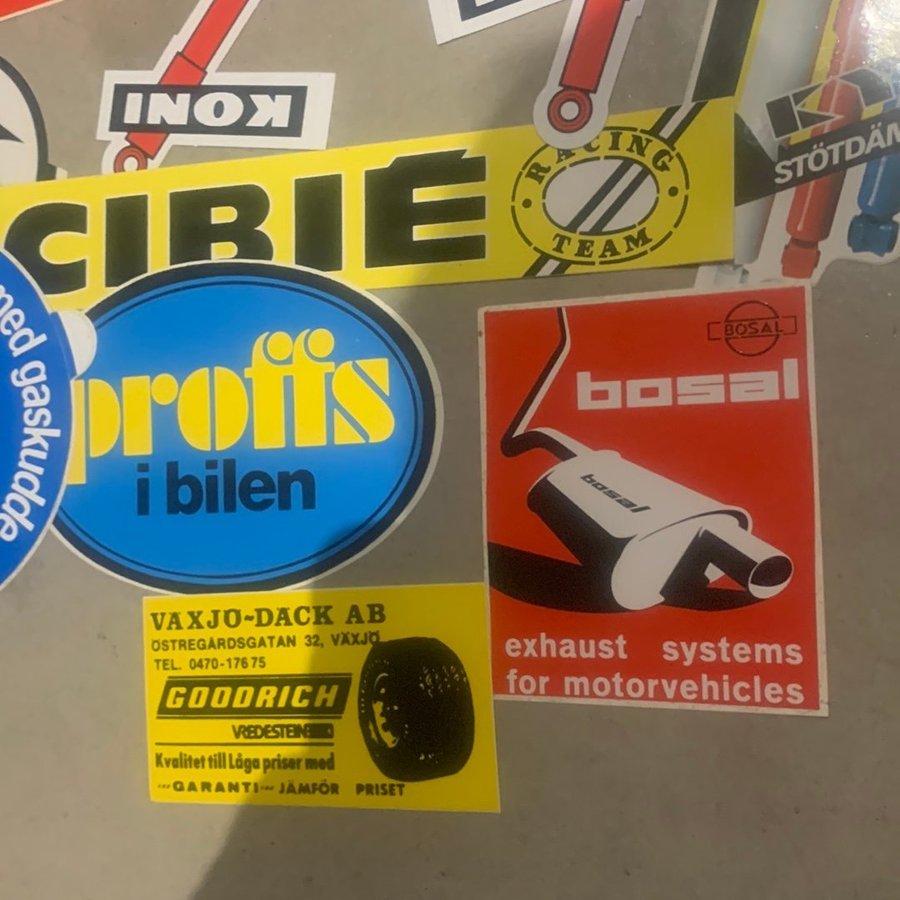 KONI
CIBIÉ
RACING
TEAM
KY
STÖTDÄM
med gaskudde
proffs
i bilen
BOSAL
bosal
bosal
exhaust systems
for motorvehicles
VÄXJÖ-DÄCK AB
ÖSTREGÅRDSGATAN 32, VÄXJÖ
TEL. 0470-176 75
GOODRICH
VREDESTEIN
Kvalitet till Låga priser med
GARANTI JÄMFÖR PRISET